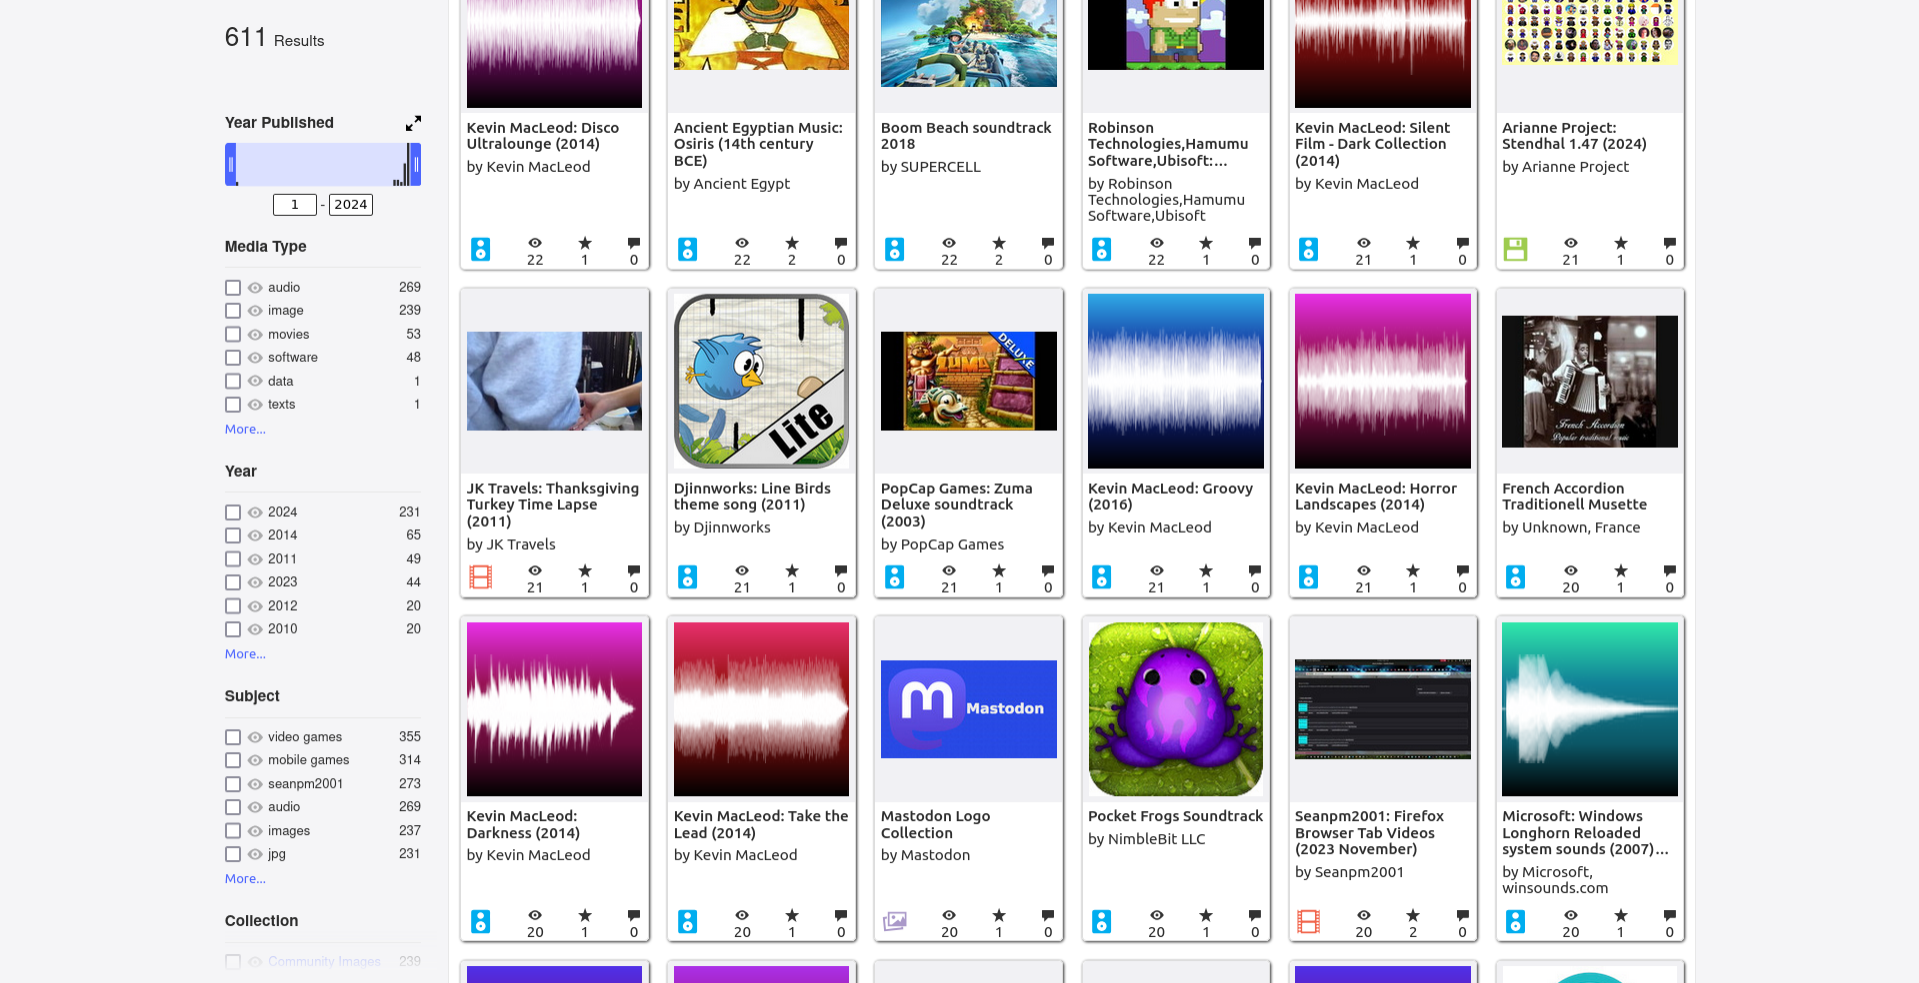 611 Results
Year Published
1 - 2024
Media Type
audio 269
image 239
movies 53
software 48
data 1
texts 1
More...
Year
2024 231
2014 65
2011 49
2023 44
2012 20
2010 20
More...
Subject
video games 355
mobile games 314
seanpm2001 273
audio 269
images 237
jpg 231
More...
Collection
Community Images 239
Kevin MacLeod: Disco
Ultralounge (2014)
by Kevin MacLeod
22 1 0
Ancient Egyptian Music:
Osiris (14th century
BCE)
by Ancient Egypt
22 2 0
Boom Beach soundtrack
2018
by SUPERCELL
22 2 0
Robinson
Technologies,Hamumu
Software,Ubisoft:...
by Robinson
Technologies,Hamumu
Software,Ubisoft
22 1 0
Kevin MacLeod: Silent
Film - Dark Collection
(2014)
by Kevin MacLeod
21 1 0
Arianne Project:
Stendhal 1.47 (2024)
by Arianne Project
21 1 0
JK Travels: Thanksgiving
Turkey Time Lapse
(2011)
by JK Travels
21 1 0
Lite
Djinnworks: Line Birds
theme song (2011)
by Djinnworks
21 1 0
DELUXE
ZUMA
PopCap Games: Zuma
Deluxe soundtrack
(2003)
by PopCap Games
21 1 0
Kevin MacLeod: Groovy
(2016)
by Kevin MacLeod
21 1 0
Kevin MacLeod: Horror
Landscapes (2014)
by Kevin MacLeod
21 1 0
French Accordion
Popular traditional music
French Accordion
Traditionell Musette
by Unknown, France
20 1 0
Kevin MacLeod:
Darkness (2014)
by Kevin MacLeod
20 1 0
Kevin MacLeod: Take the
Lead (2014)
by Kevin MacLeod
20 1 0
Mastodon
Mastodon Logo
Collection
by Mastodon
20 1 0
Pocket Frogs Soundtrack
by NimbleBit LLC
20 1 0
Seanpm2001: Firefox
Browser Tab Videos
(2023 November)
by Seanpm2001
20 2 0
Microsoft: Windows
Longhorn Reloaded
system sounds (2007)...
by Microsoft,
winsounds.com
20 1 0